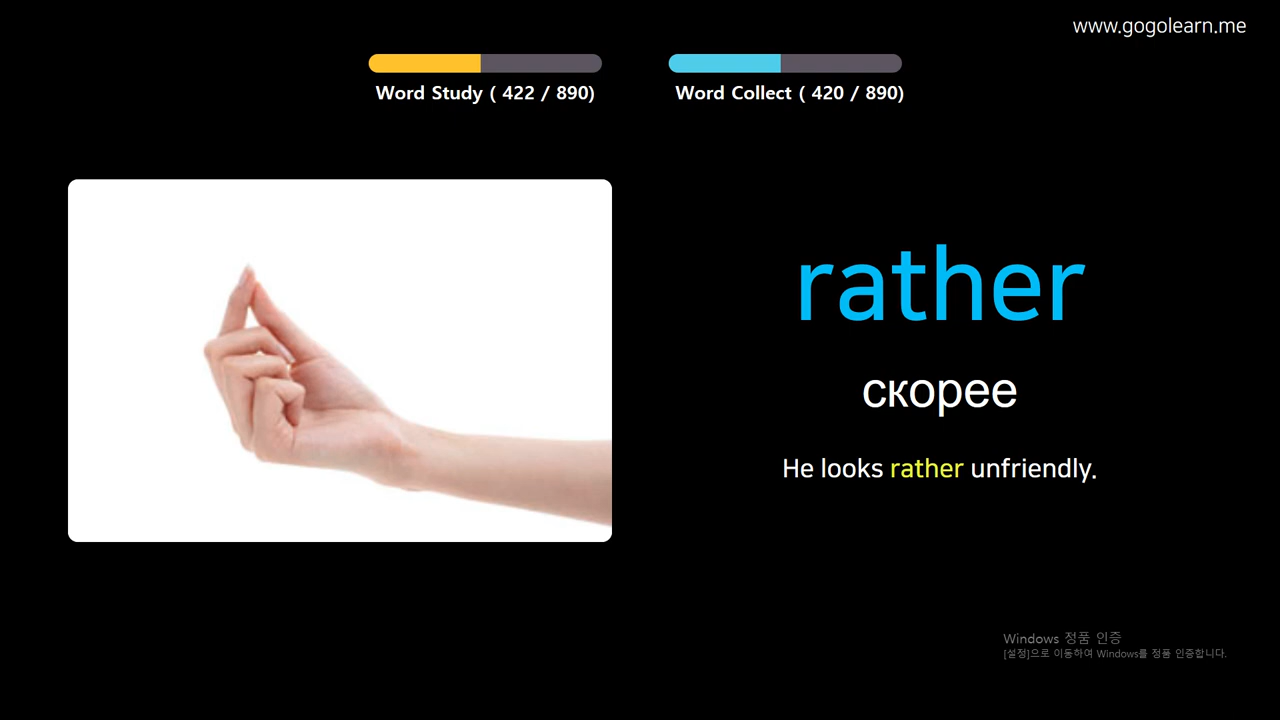 www.gogolearn.me
Word Study ( 422 / 890)
Word Collect ( 420 / 890)
rather
скорее
He looks rather unfriendly.
Windows 정품 인증
[설정]으로 이동하여 Windows를 정품 인증합니다.